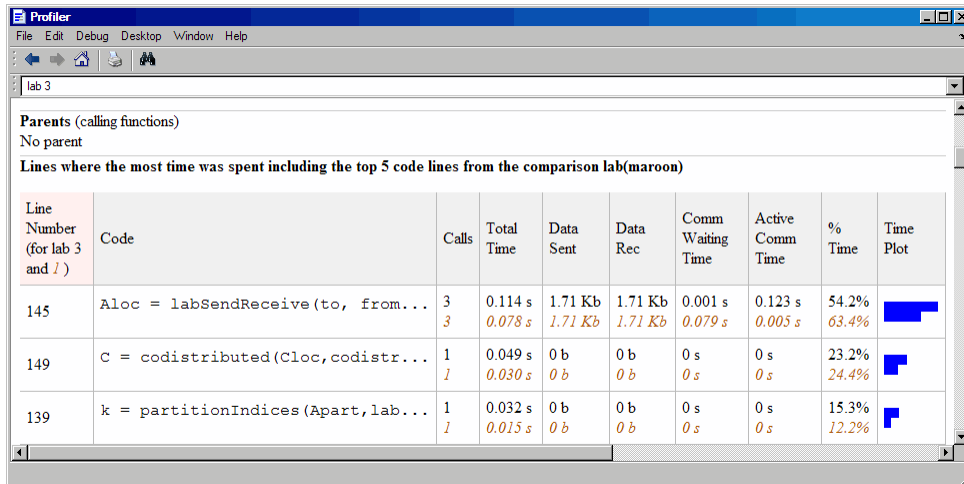 Profiler
File Edit Debug Desktop Window Help
lab 3
Parents (calling functions)
No parent
Lines where the most time was spent including the top 5 code lines from the comparison lab(maroon)
Line Number (for lab 3 and 1 ) Code Calls Total Time Data Sent Data Rec Comm Waiting Time Active Comm Time % Time Time Plot
145 Aloc = labSendReceive(to, from... 3 0.114 s 1.71 Kb 1.71 Kb 0.001 s 0.123 s 54.2%
3 0.078 s 1.71 Kb 1.71 Kb 0.079 s 0.005 s 63.4%
149 C = codistributed(Cloc,codistr... 1 0.049 s 0 b 0 b 0 s 0 s 23.2%
1 0.030 s 0 b 0 b 0 s 0 s 24.4%
139 k = partitionIndices(Apart,lab... 1 0.032 s 0 b 0 b 0 s 0 s 15.3%
1 0.015 s 0 b 0 b 0 s 0 s 12.2%